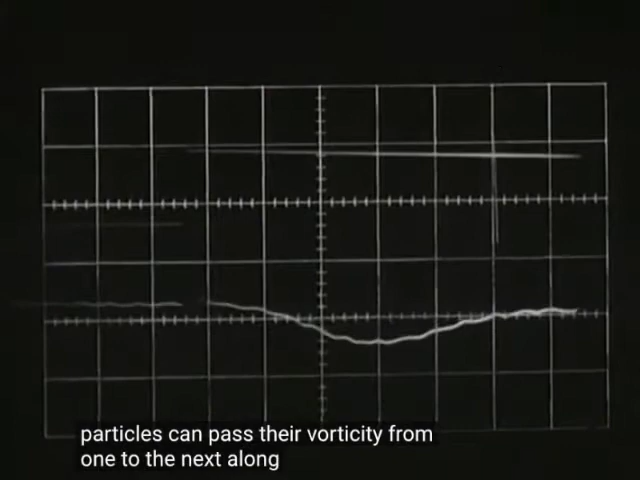 particles can pass their vorticity from
one to the next along